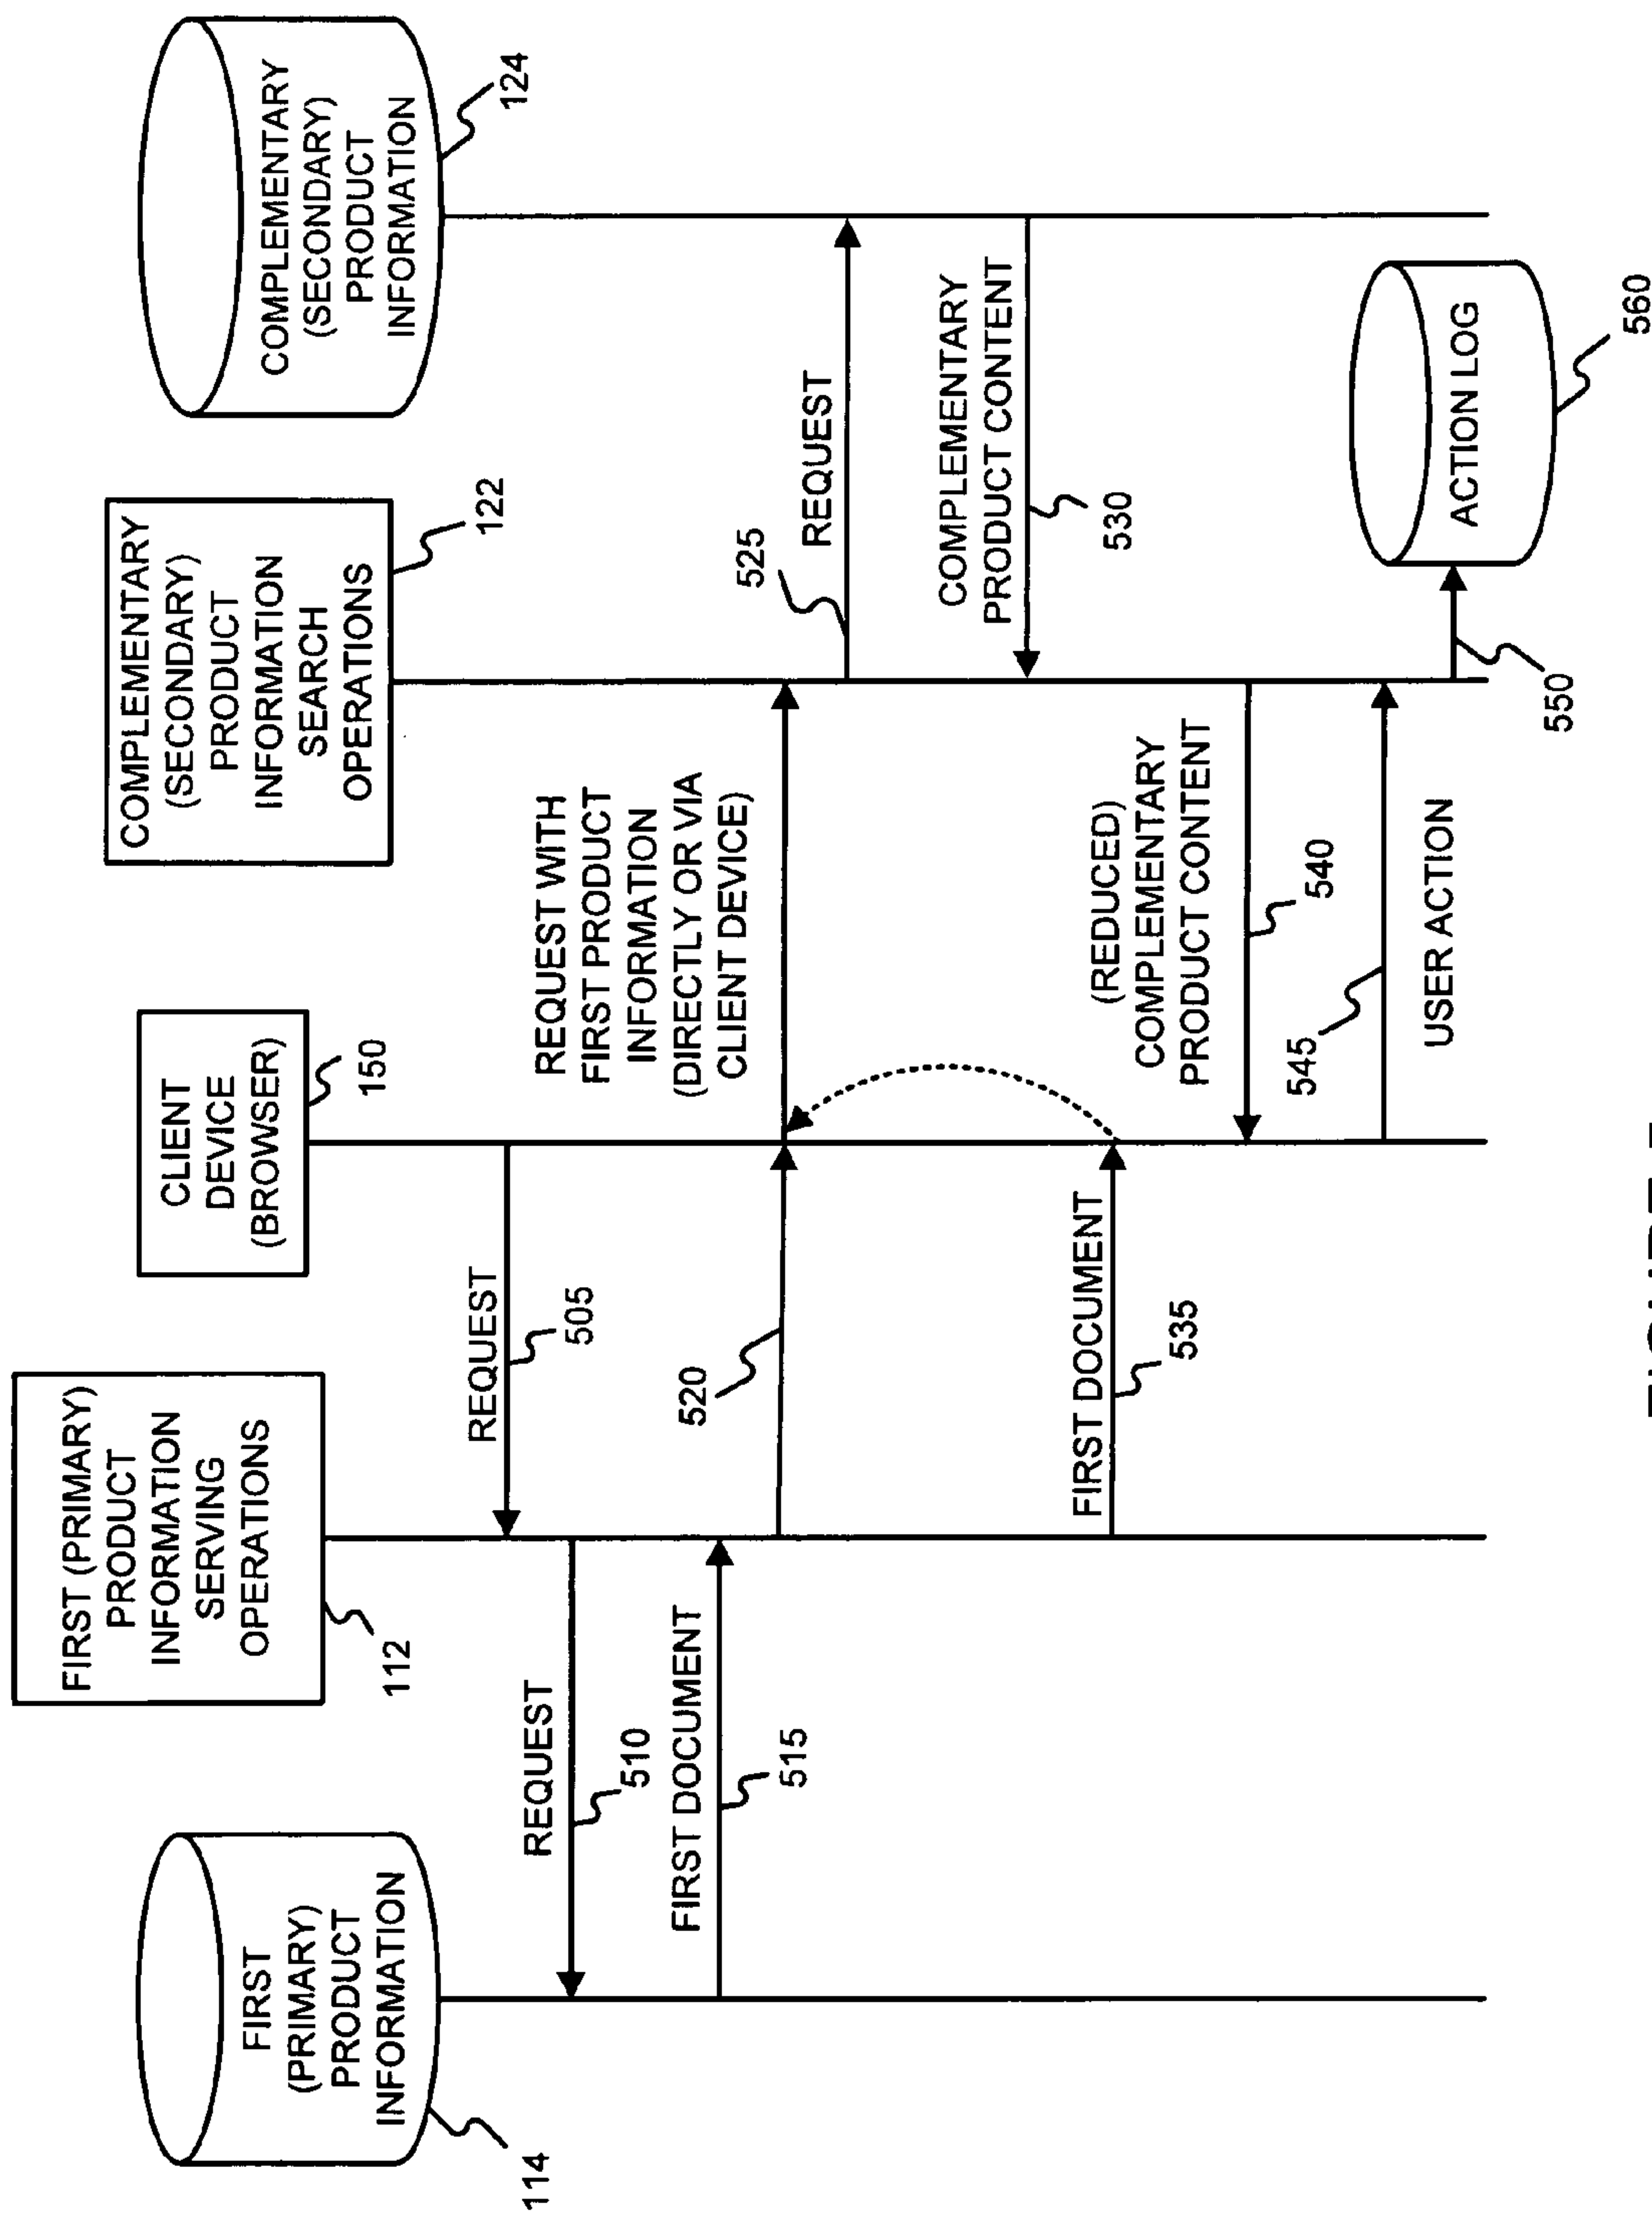 FIRST
(PRIMARY)
PRODUCT
INFORMATION
114
FIRST (PRIMARY)
PRODUCT
INFORMATION
SERVING
OPERATIONS
112
CLIENT
DEVICE
(BROWSER)
150
COMPLEMENTARY
(SECONDARY)
PRODUCT
INFORMATION
SEARCH
OPERATIONS
122
COMPLEMENTARY
(SECONDARY)
PRODUCT
INFORMATION
124
REQUEST
505
REQUEST
510
FIRST DOCUMENT
515
520
REQUEST WITH
FIRST PRODUCT
INFORMATION
(DIRECTLY OR VIA
CLIENT DEVICE)
525
REQUEST
COMPLEMENTARY
PRODUCT CONTENT
530
FIRST DOCUMENT
535
(REDUCED)
COMPLEMENTARY
PRODUCT CONTENT
540
545
USER ACTION
550
ACTION LOG
560